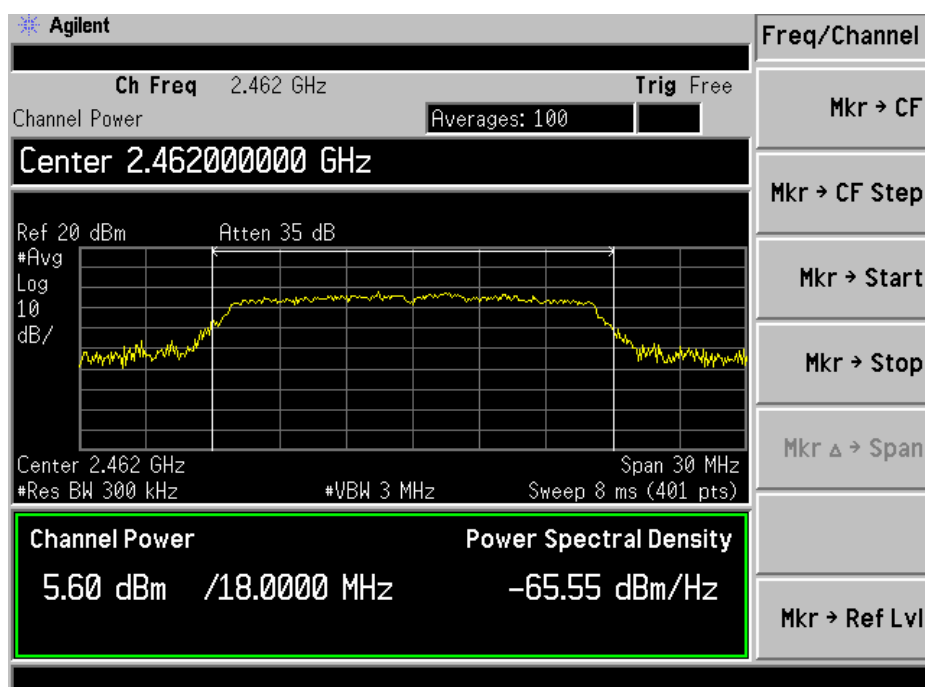 Agilent
Freq/Channel
Ch Freq 2.462 GHz Trig Free
Channel Power Averages: 100
Center 2.462000000 GHz
Ref 20 dBm Atten 35 dB
#Avg
Log
10
dB/
Center 2.462 GHz Span 30 MHz
#Res BW 300 kHz #VBW 3 MHz Sweep 8 ms (401 pts)
Channel Power Power Spectral Density
5.60 dBm /18.0000 MHz -65.55 dBm/Hz
Mkr → CF
Mkr → CF Step
Mkr → Start
Mkr → Stop
Mkr Δ → Span
Mkr → Ref Lvl